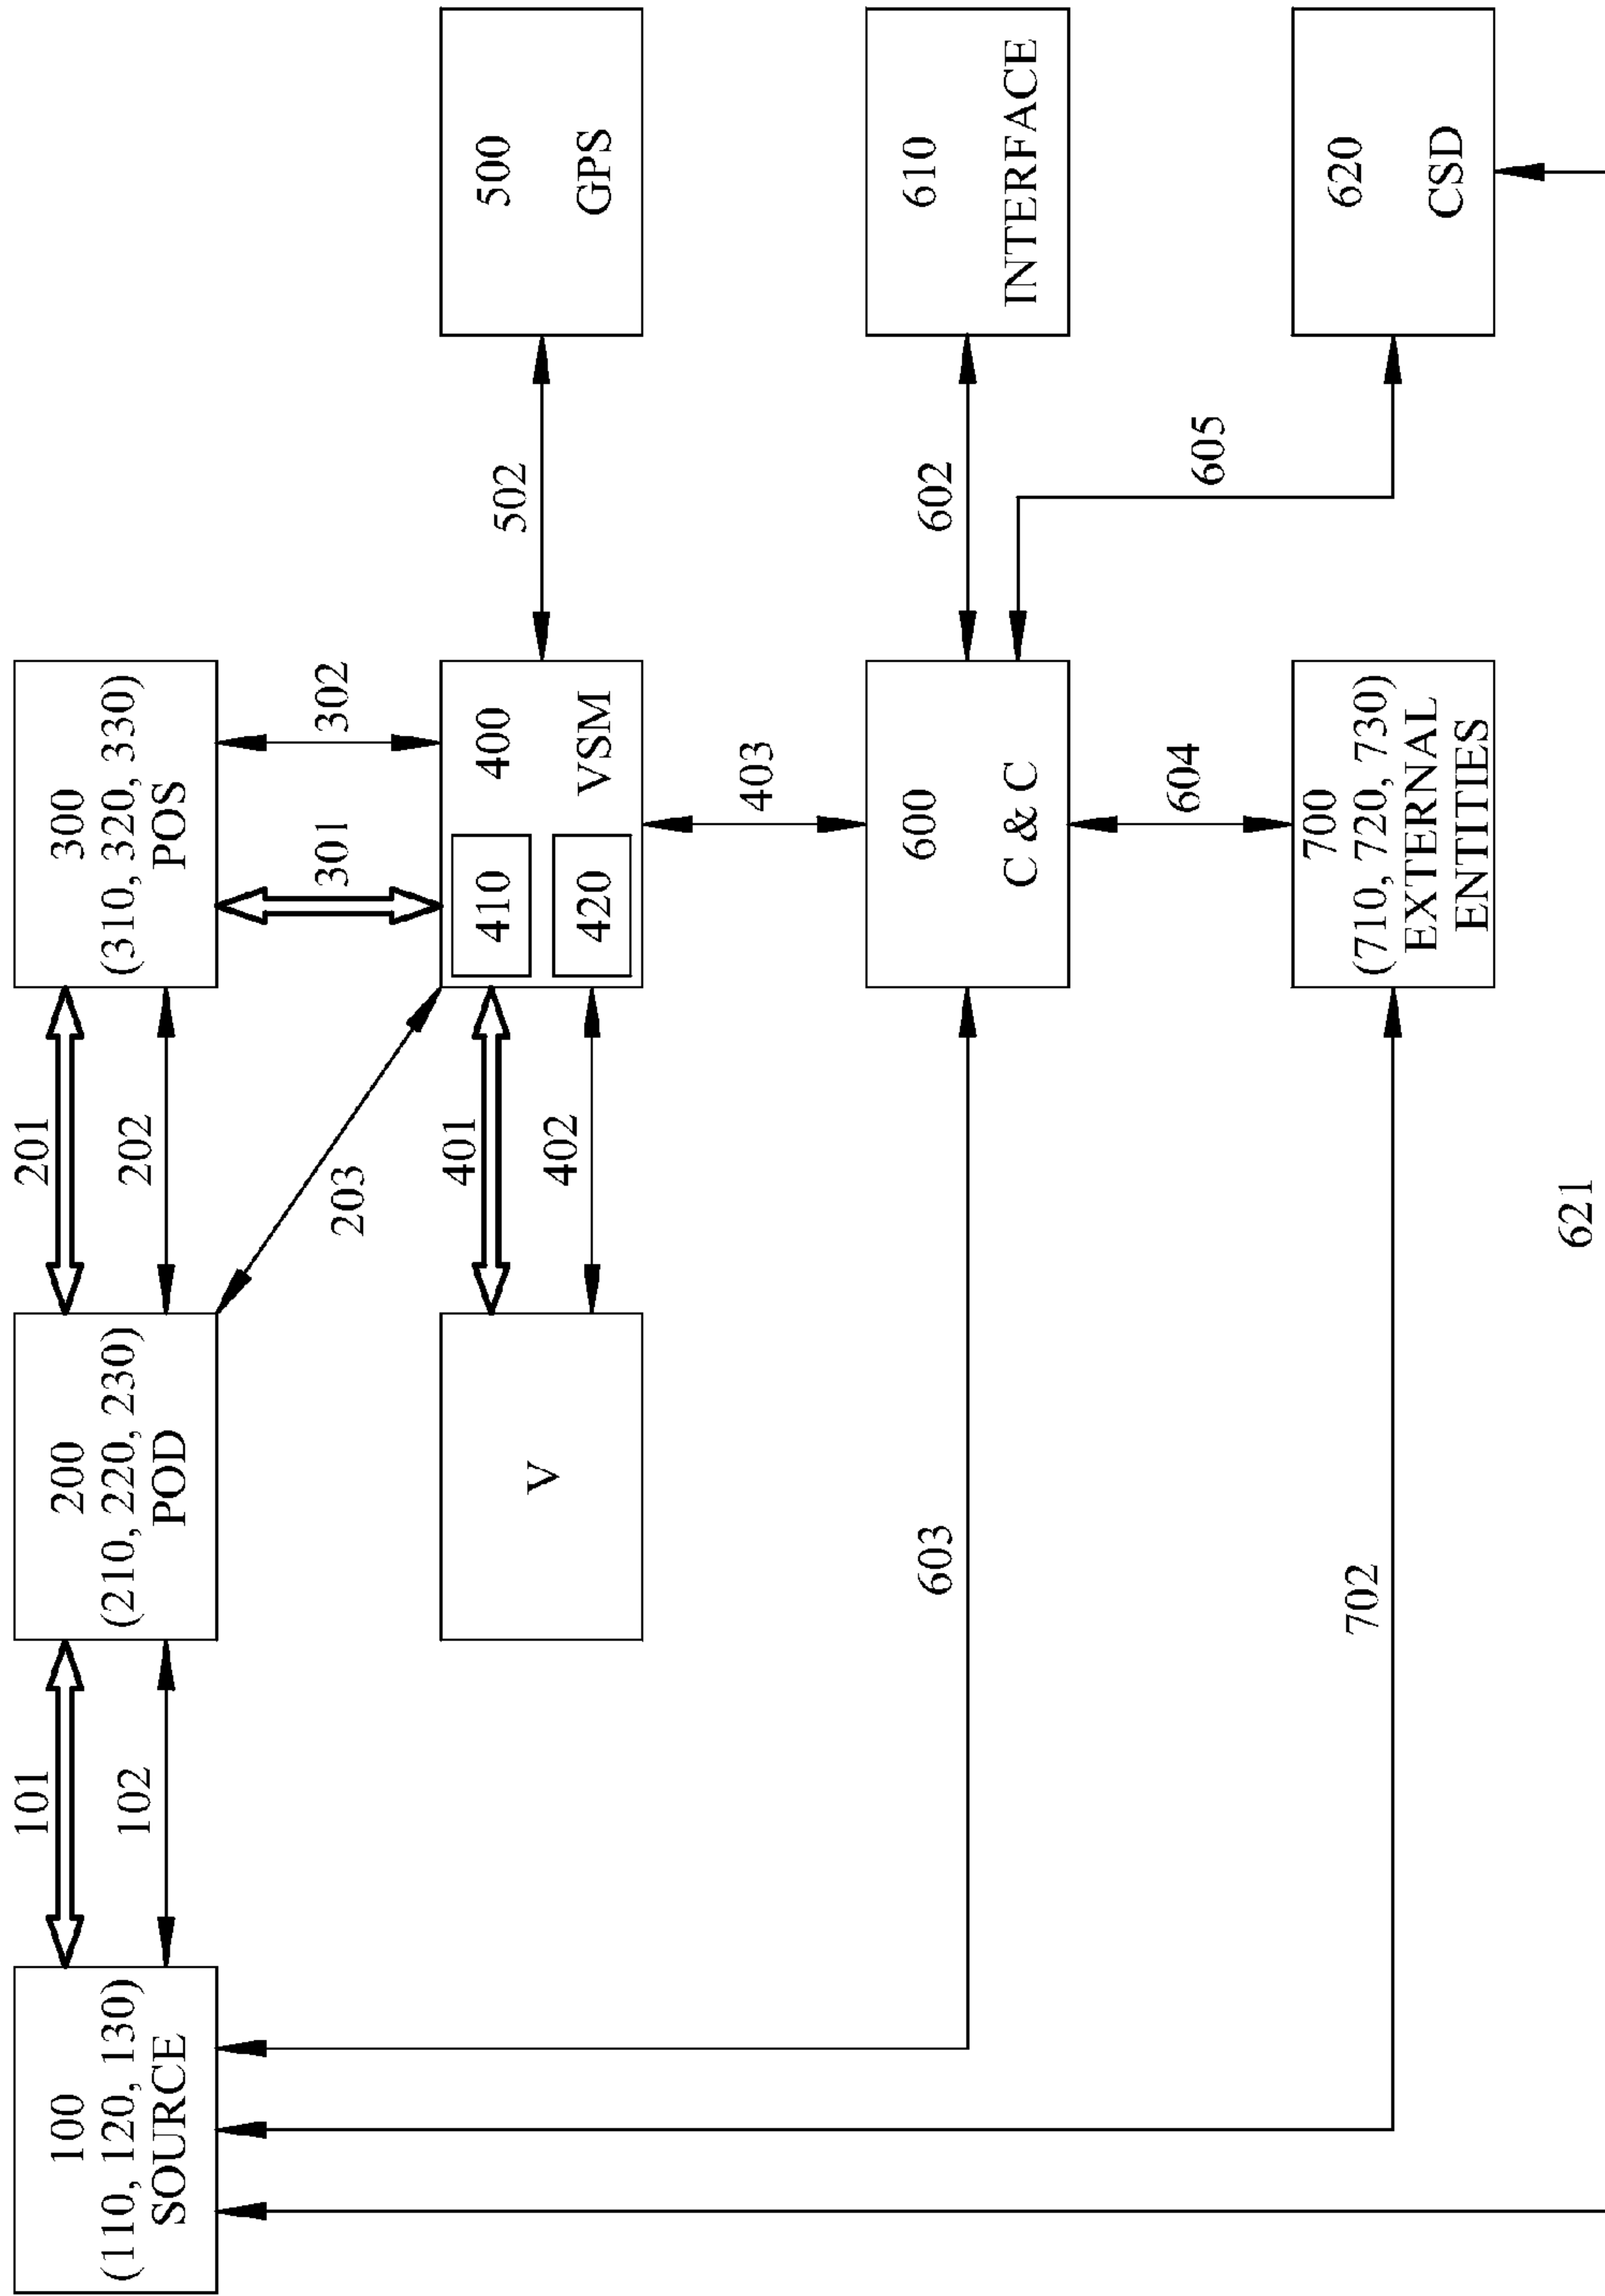 101
201
100
(110, 120, 130)
SOURCE
200
(210, 220, 230)
POD
300
(310, 320, 330)
POS
102
202
203
301
302
V
401
402
410
420
400
VSM
502
500
GPS
403
603
600
C & C
602
610
INTERFACE
604
605
702
700
(710, 720, 730)
EXTERNAL
ENTITIES
620
CSD
621